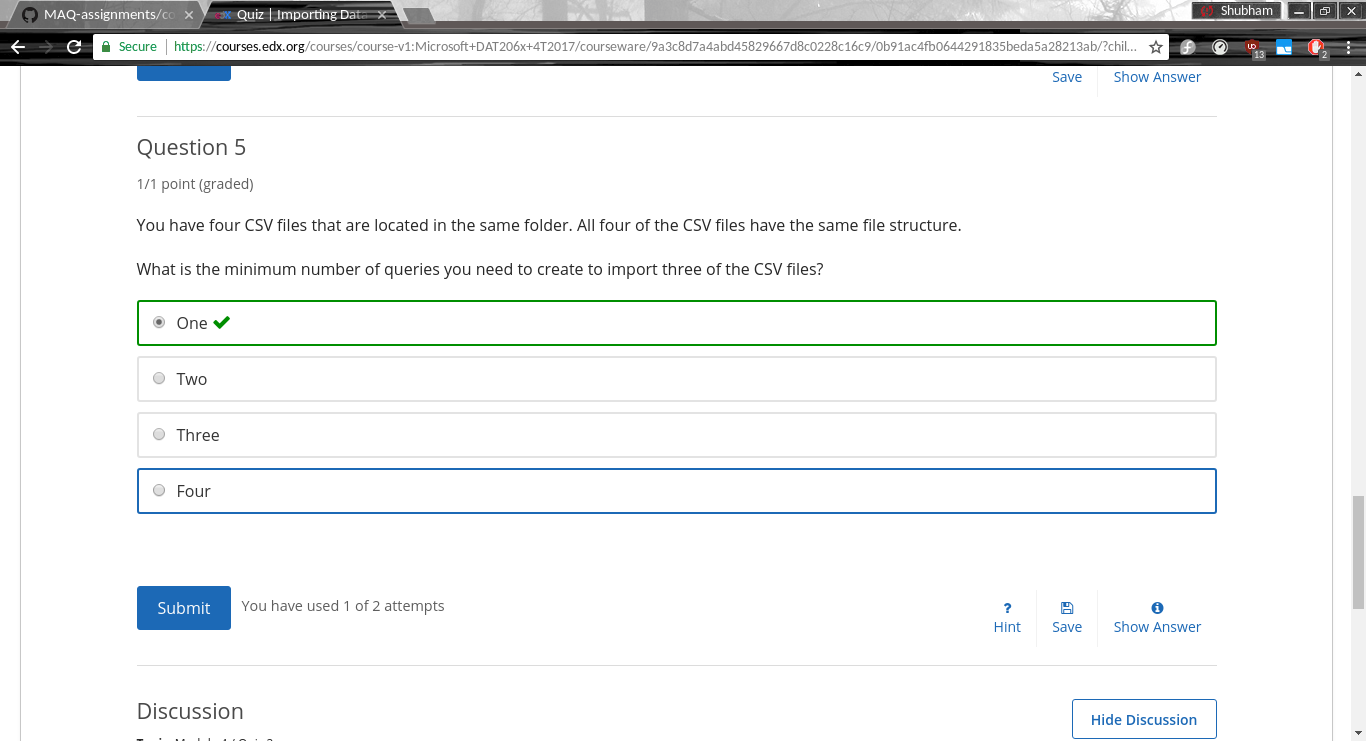 MAQ-assignments/co
Quiz | Importing Data
Shubham
Secure
https://courses.edx.org/courses/course-v1:Microsoft+DAT206x+4T2017/courseware/9a3c8d7a4abd45829667d8c0228c16c9/0b91ac4fb0644291835beda5a28213ab/?chil...
13
2
Save
Show Answer
Question 5
1/1 point (graded)
You have four CSV files that are located in the same folder. All four of the CSV files have the same file structure.
What is the minimum number of queries you need to create to import three of the CSV files?
One
Two
Three
Four
Submit
You have used 1 of 2 attempts
?
Hint
Save
Show Answer
Discussion
Hide Discussion